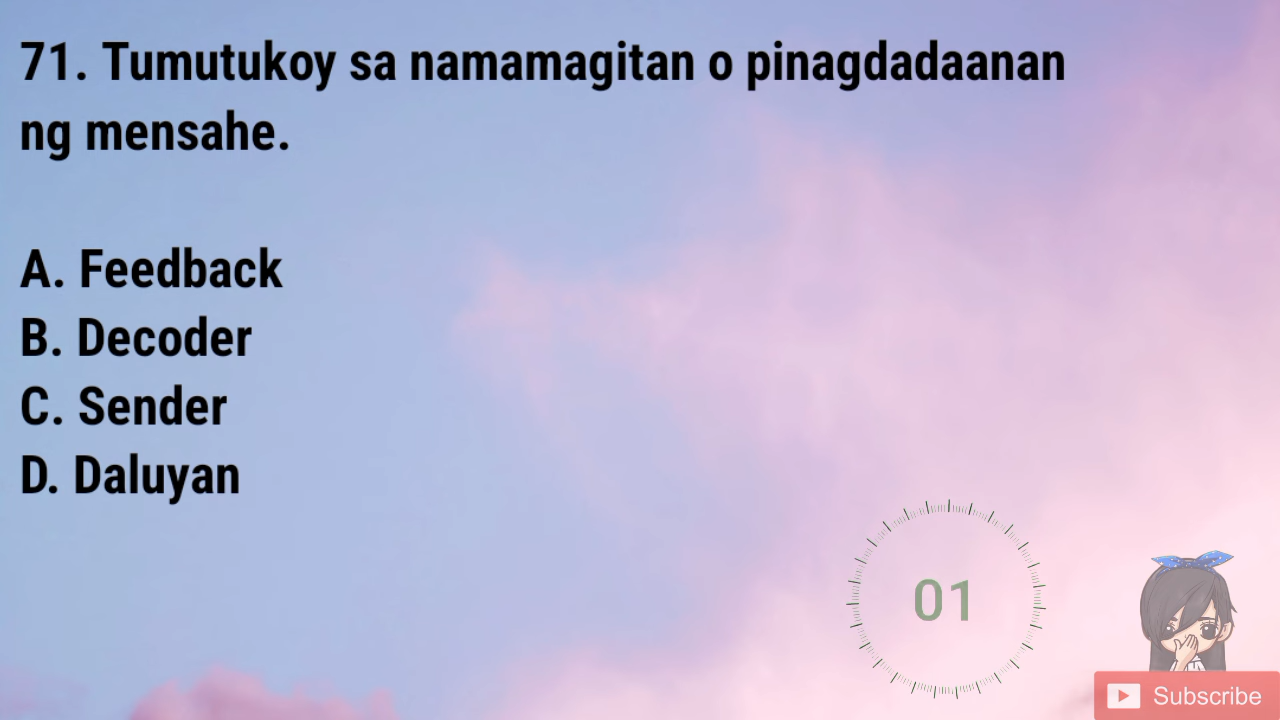 71. Tumutukoy sa namamagitan o pinagdadaanan
ng mensahe.
A. Feedback
B. Decoder
C. Sender
D. Daluyan
01
Subscribe